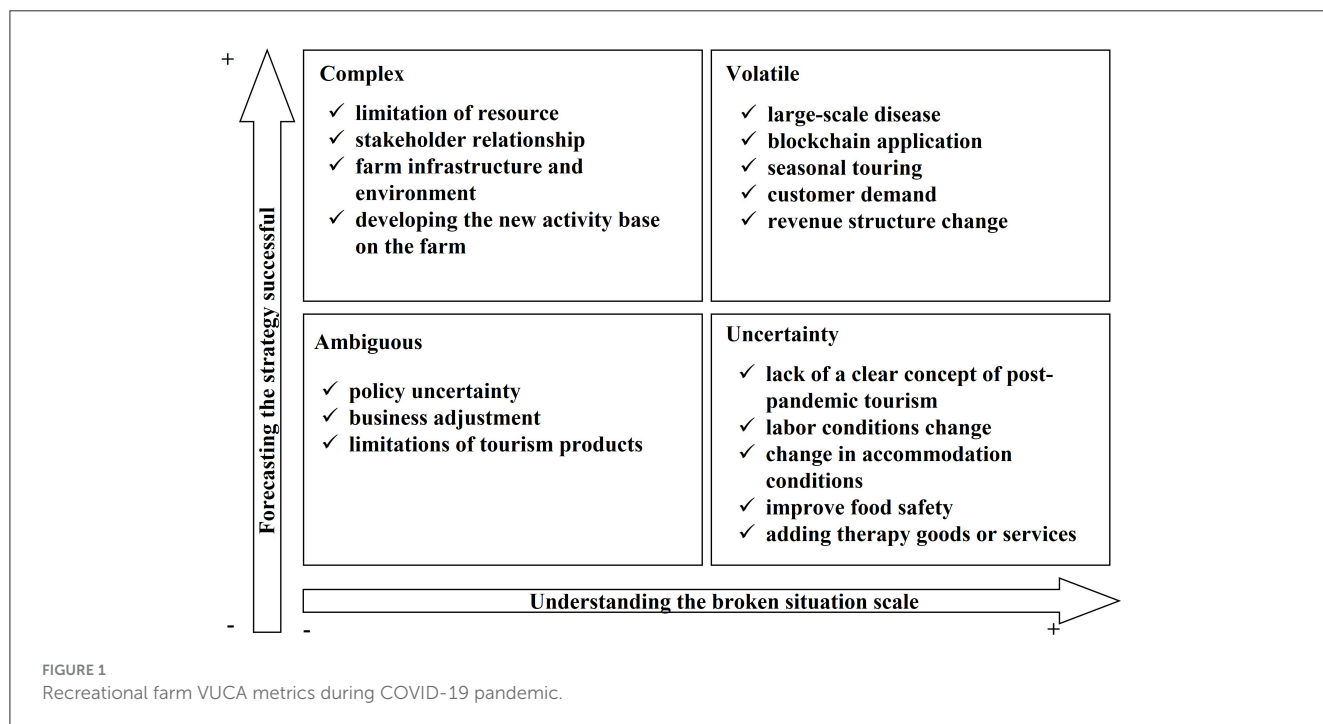 +
Forecasting the strategy successful
-
Complex
✓ limitation of resource
✓ stakeholder relationship
✓ farm infrastructure and
environment
✓ developing the new activity base
on the farm
Volatile
✓ large-scale disease
✓ blockchain application
✓ seasonal touring
✓ customer demand
✓ revenue structure change
Ambiguous
✓ policy uncertainty
✓ business adjustment
✓ limitations of tourism products
Uncertainty
✓ lack of a clear concept of post-
pandemic tourism
✓ labor conditions change
✓ change in accommodation
conditions
✓ improve food safety
✓ adding therapy goods or services
Understanding the broken situation scale
-
+
FIGURE 1
Recreational farm VUCA metrics during COVID-19 pandemic.